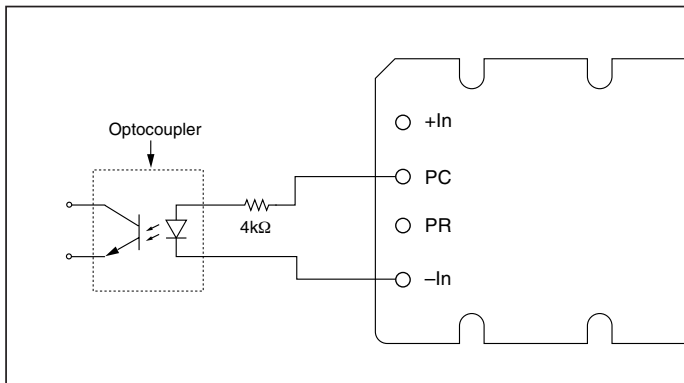 +In
Optocoupler
PC
4kΩ
PR
–In